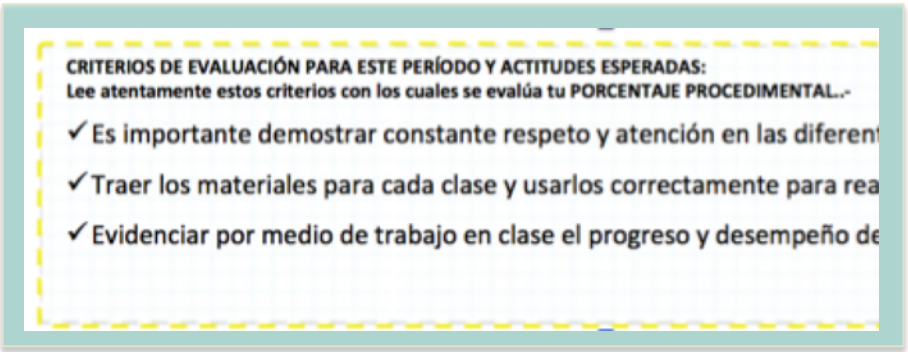 CRITERIOS DE EVALUACIÓN PARA ESTE PERÍODO Y ACTITUDES ESPERADAS:
Lee atentamente estos criterios con los cuales se evalúa tu PORCENTAJE PROCEDIMENTAL..-
✓Es importante demostrar constante respeto y atención en las diferent
✓Traer los materiales para cada clase y usarlos correctamente para rea
✓Evidenciar por medio de trabajo en clase el progreso y desempeño de